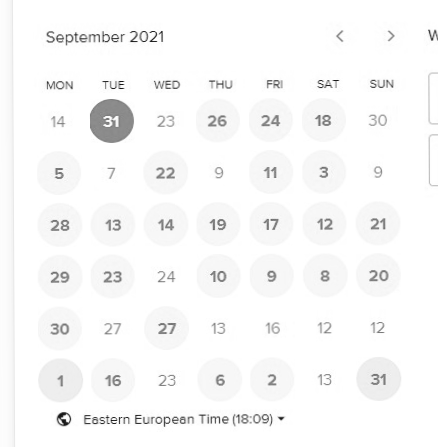 September 2021 < > W
MON TUE WED THU FRI SAT SUN
14 31 23 26 24 18 30
5 7 22 9 11 3 9
28 13 14 19 17 12 21
29 23 24 10 9 8 20
30 27 27 13 16 12 12
1 16 23 6 2 13 31
Eastern European Time (18:09)